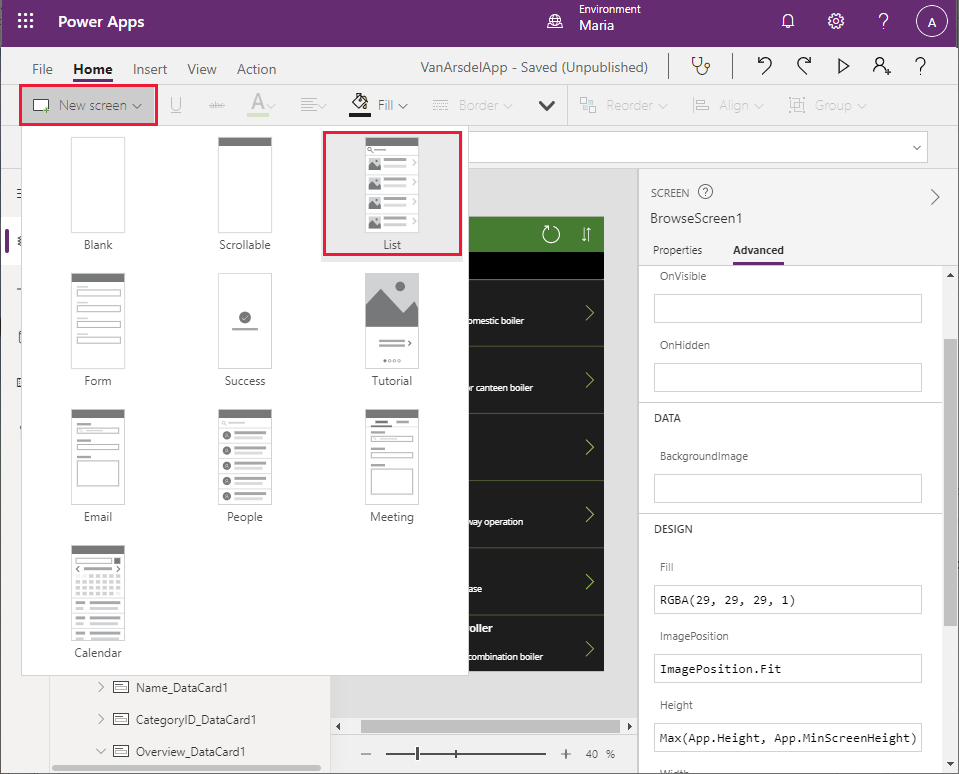 Power Apps
Environment
Maria
?
A
File
Home
Insert
View
Action
VanArsdelApp - Saved (Unpublished)
?
New screen
U
abc
A
Fill
Border
Reorder
Align
Group
Blank
Scrollable
List
Form
Success
Tutorial
Email
People
Meeting
Calendar
omestic boiler
r canteen boiler
way operation
ase
oller
combination boiler
Name_DataCard1
CategoryID_DataCard1
Overview_DataCard1
40 %
SCREEN ?
BrowseScreen1
Properties
Advanced
OnVisible
OnHidden
DATA
BackgroundImage
DESIGN
Fill
RGBA(29, 29, 29, 1)
ImagePosition
ImagePosition.Fit
Height
Max(App.Height, App.MinScreenHeight)
Width